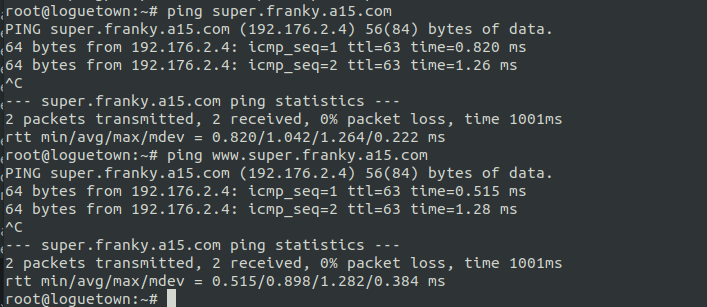 root@loguetown:~# ping super.franky.a15.com
PING super.franky.a15.com (192.176.2.4) 56(84) bytes of data.
64 bytes from 192.176.2.4: icmp_seq=1 ttl=63 time=0.820 ms
64 bytes from 192.176.2.4: icmp_seq=2 ttl=63 time=1.26 ms
^C
--- super.franky.a15.com ping statistics ---
2 packets transmitted, 2 received, 0% packet loss, time 1001ms
rtt min/avg/max/mdev = 0.820/1.042/1.264/0.222 ms
root@loguetown:~# ping www.super.franky.a15.com
PING super.franky.a15.com (192.176.2.4) 56(84) bytes of data.
64 bytes from 192.176.2.4: icmp_seq=1 ttl=63 time=0.515 ms
64 bytes from 192.176.2.4: icmp_seq=2 ttl=63 time=1.28 ms
^C
--- super.franky.a15.com ping statistics ---
2 packets transmitted, 2 received, 0% packet loss, time 1001ms
rtt min/avg/max/mdev = 0.515/0.898/1.282/0.384 ms
root@loguetown:~#